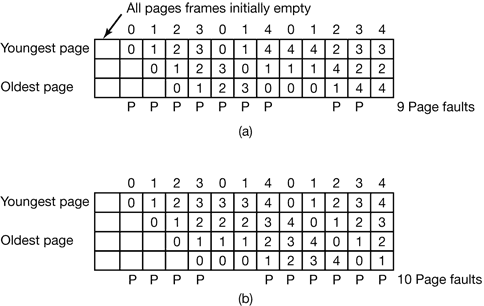 All pages frames initially empty
0 1 2 3 0 1 4 0 1 2 3 4
Youngest page 0 1 2 3 0 1 4 4 4 2 3 3
0 1 2 3 0 1 1 1 4 2 2
Oldest page 0 1 2 3 0 0 0 1 4 4
P P P P P P P P P 9 Page faults
(a)
0 1 2 3 0 1 4 0 1 2 3 4
Youngest page 0 1 2 3 3 3 4 0 1 2 3 4
0 1 2 2 2 3 4 0 1 2 3
Oldest page 0 1 1 1 2 3 4 0 1 2
0 0 0 1 2 3 4 0 1
P P P P P P P P P P 10 Page faults
(b)